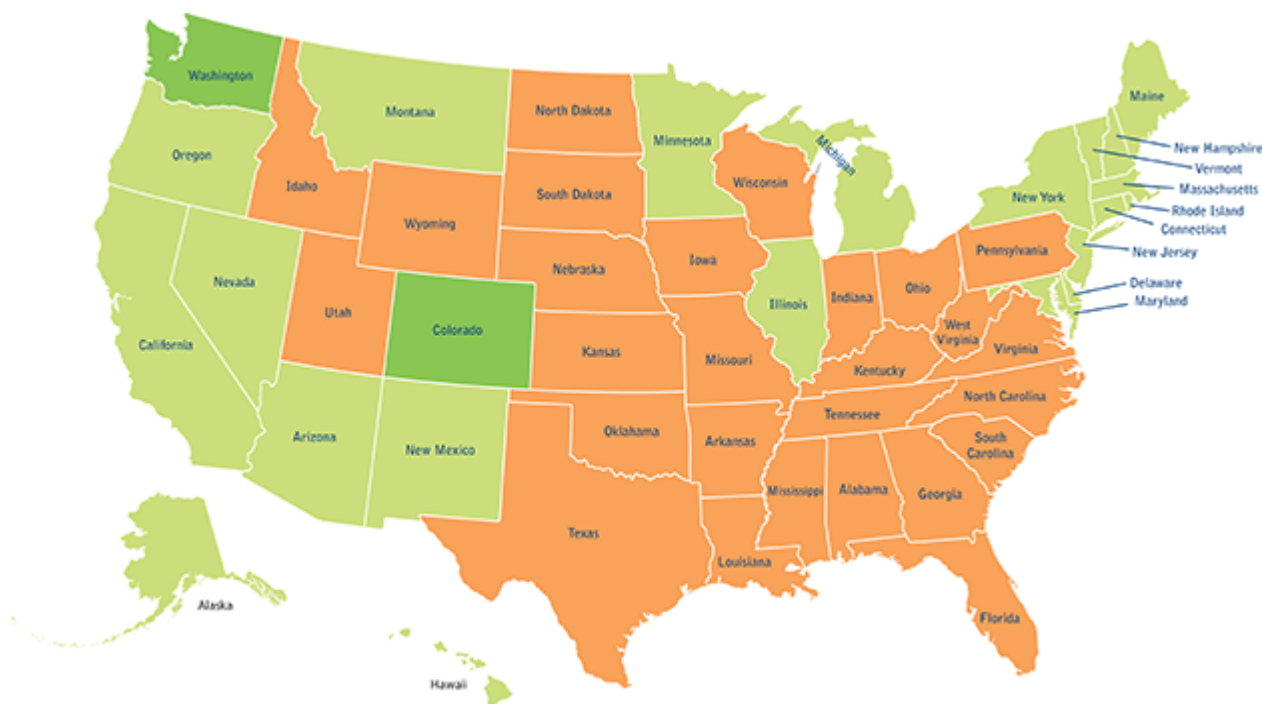 Washington
Montana
North Dakota
Minnesota
Maine
Oregon
Idaho
Michigan
New Hampshire
Vermont
South Dakota
Wisconsin
Massachusetts
Wyoming
New York
Rhode Island
Connecticut
Pennsylvania
New Jersey
Nebraska
Iowa
Nevada
Delaware
Illinois
Indiana
Ohio
Maryland
Utah
Colorado
West
Virginia
California
Kansas
Missouri
Virginia
Kentucky
North Carolina
Tennessee
Arizona
New Mexico
Oklahoma
Arkansas
South
Carolina
Mississippi
Alabama
Georgia
Texas
Louisiana
Alaska
Florida
Hawaii